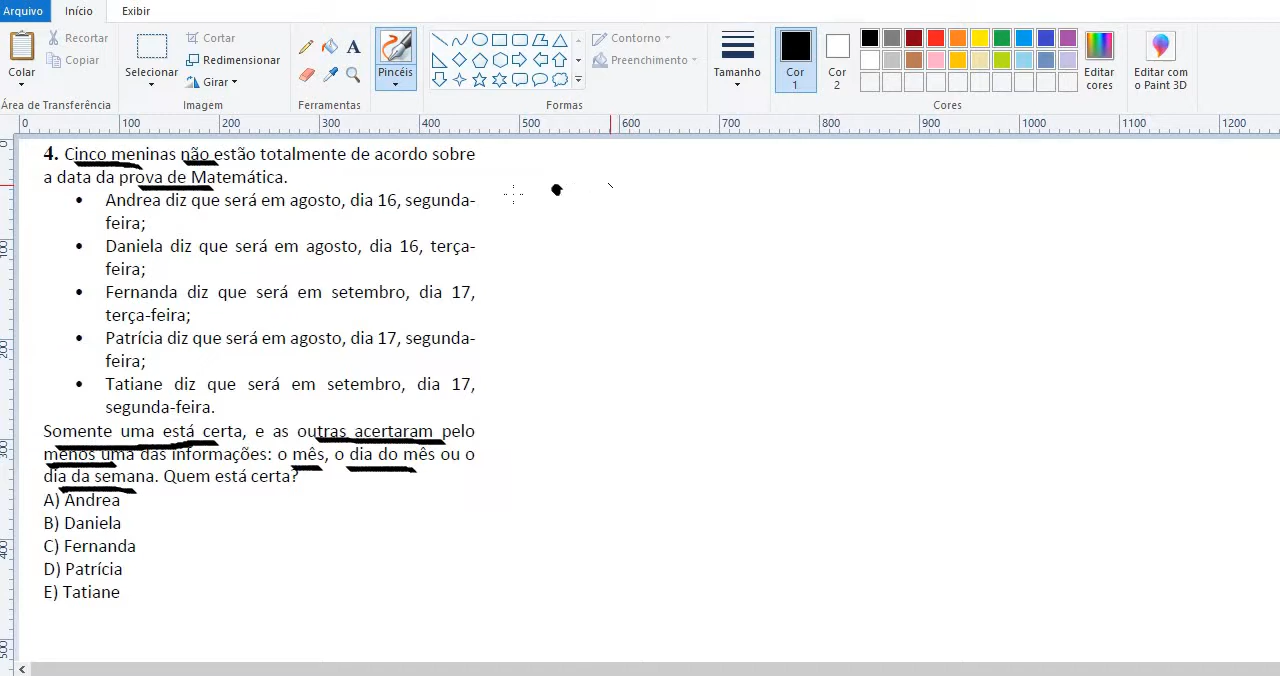 Arquivo Início Exibir
Colar
Recortar
Copiar
Área de Transferência
Selecionar
Cortar
Redimensionar
Girar
Imagem
A
Ferramentas
Pincéis
Contorno
Preenchimento
Formas
Tamanho
Cor 1
Cor 2
Editar cores
Cores
Editar com o Paint 3D
0 100 200 300 400 500 600 700 800 900 1000 1100 1200
0
100
200
300
400
500
4. Cinco meninas não estão totalmente de acordo sobre
a data da prova de Matemática.
• Andrea diz que será em agosto, dia 16, segunda-
feira;
• Daniela diz que será em agosto, dia 16, terça-
feira;
• Fernanda diz que será em setembro, dia 17,
terça-feira;
• Patrícia diz que será em agosto, dia 17, segunda-
feira;
• Tatiane diz que será em setembro, dia 17,
segunda-feira.
Somente uma está certa, e as outras acertaram pelo
menos uma das informações: o mês, o dia do mês ou o
dia da semana. Quem está certa?
A) Andrea
B) Daniela
C) Fernanda
D) Patrícia
E) Tatiane